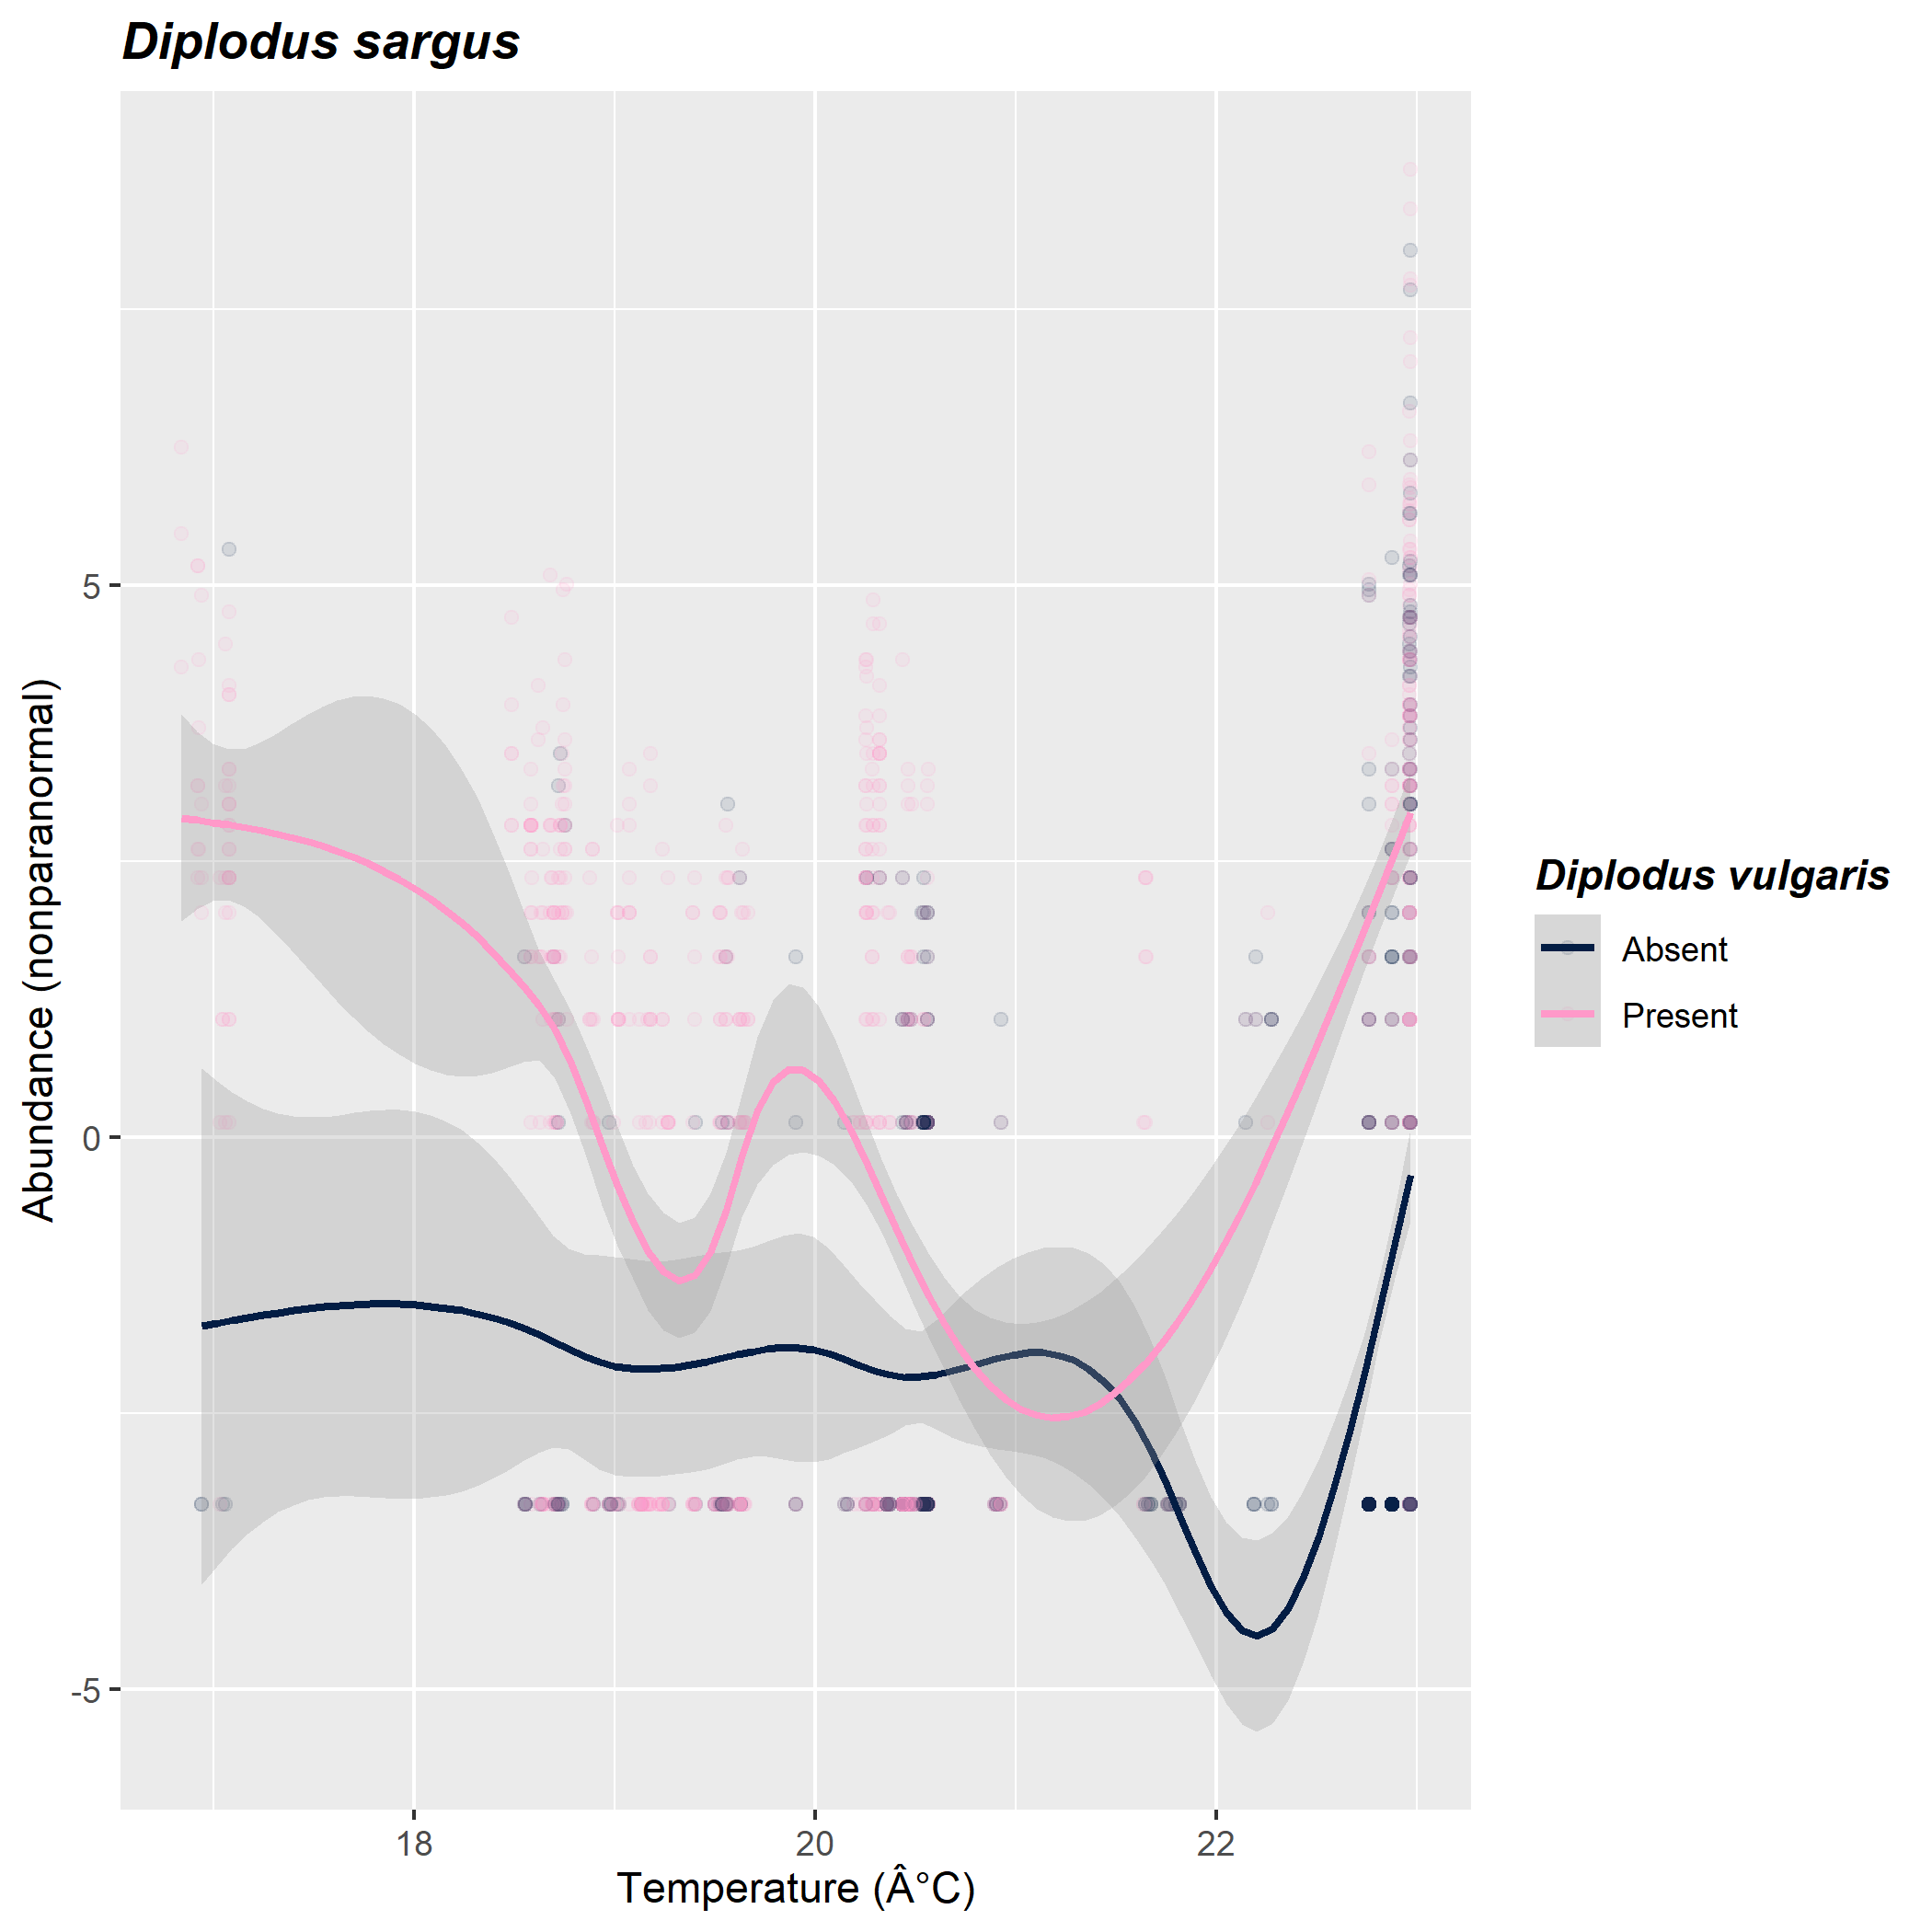 Diplodus sargus
5
0
-5
Abundance (nonparanormal)
18 20 22
Temperature (Â°C)
Diplodus vulgaris
Absent
Present